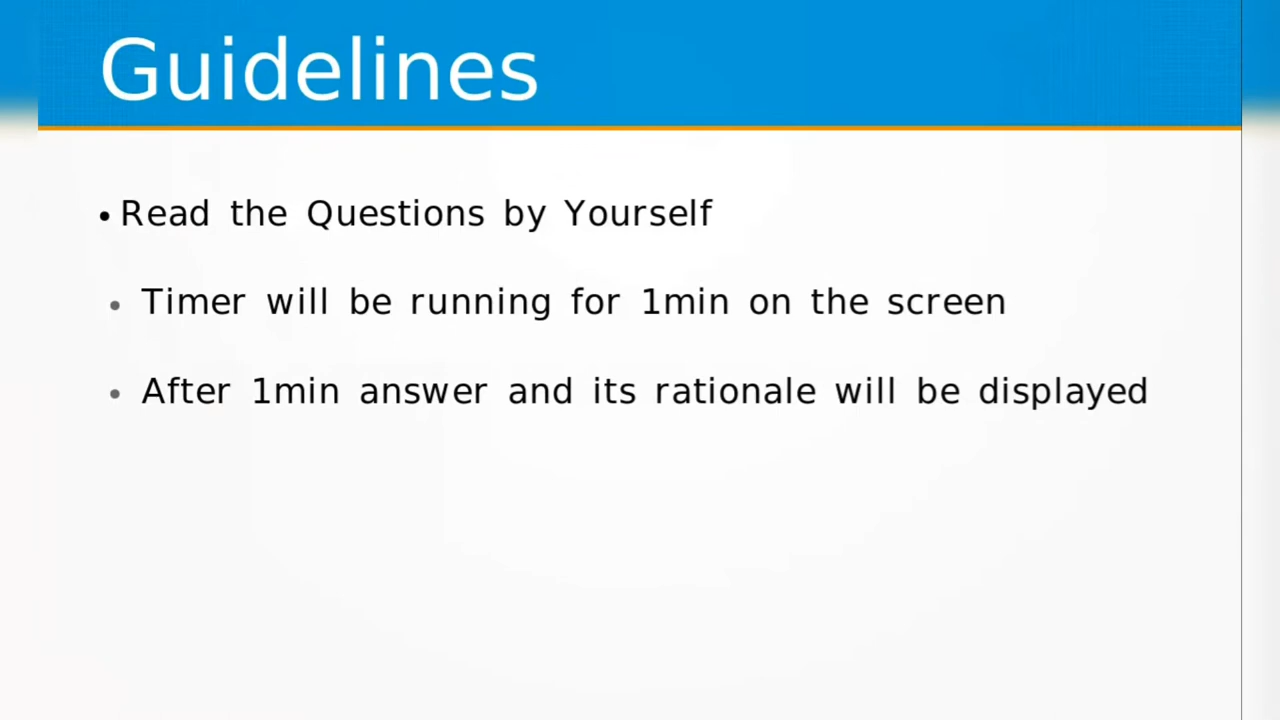 Guidelines
• Read the Questions by Yourself
• Timer will be running for 1min on the screen
• After 1min answer and its rationale will be displayed